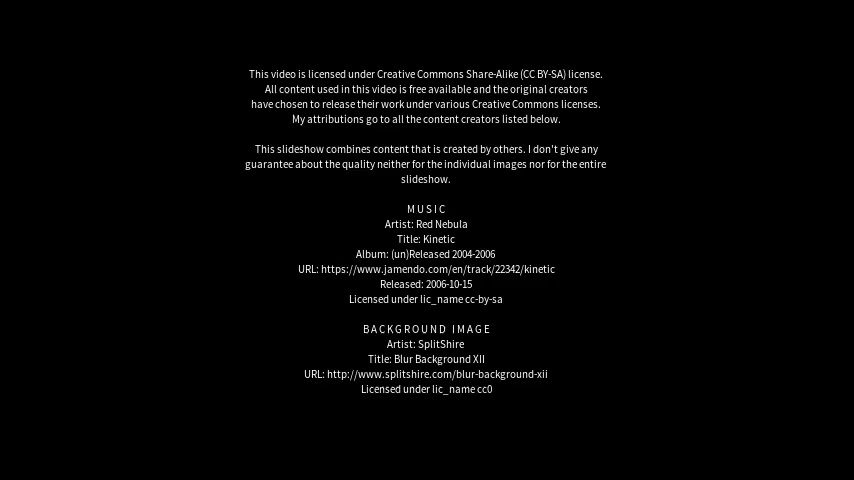 This video is licensed under Creative Commons Share-Alike (CC BY-SA) license.
All content used in this video is free available and the original creators
have chosen to release their work under various Creative Commons licenses.
My attributions go to all the content creators listed below.
This slideshow combines content that is created by others. I don't give any
guarantee about the quality neither for the individual images nor for the entire
slideshow.
MUSIC
Artist: Red Nebula
Title: Kinetic
Album: (un)Released 2004-2006
URL: https://www.jamendo.com/en/track/22342/kinetic
Released: 2006-10-15
Licensed under lic_name cc-by-sa
BACKGROUND IMAGE
Artist: SplitShire
Title: Blur Background XII
URL: http://www.splitshire.com/blur-background-xii
Licensed under lic_name cc0